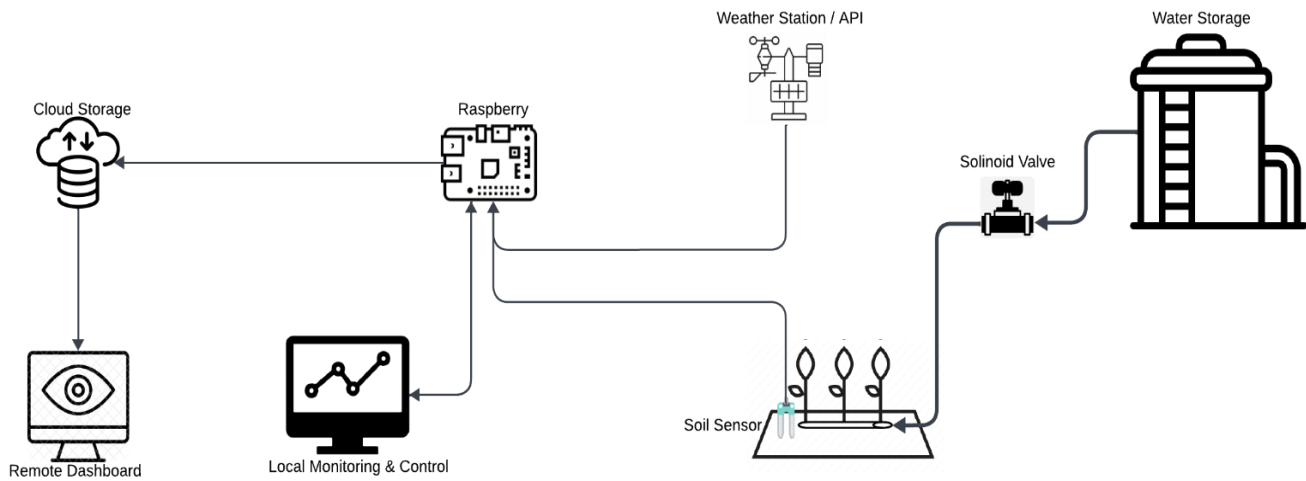 Weather Station / API
Water Storage
Cloud Storage
Raspberry
Solinoid Valve
Soil Sensor
Remote Dashboard
Local Monitoring & Control